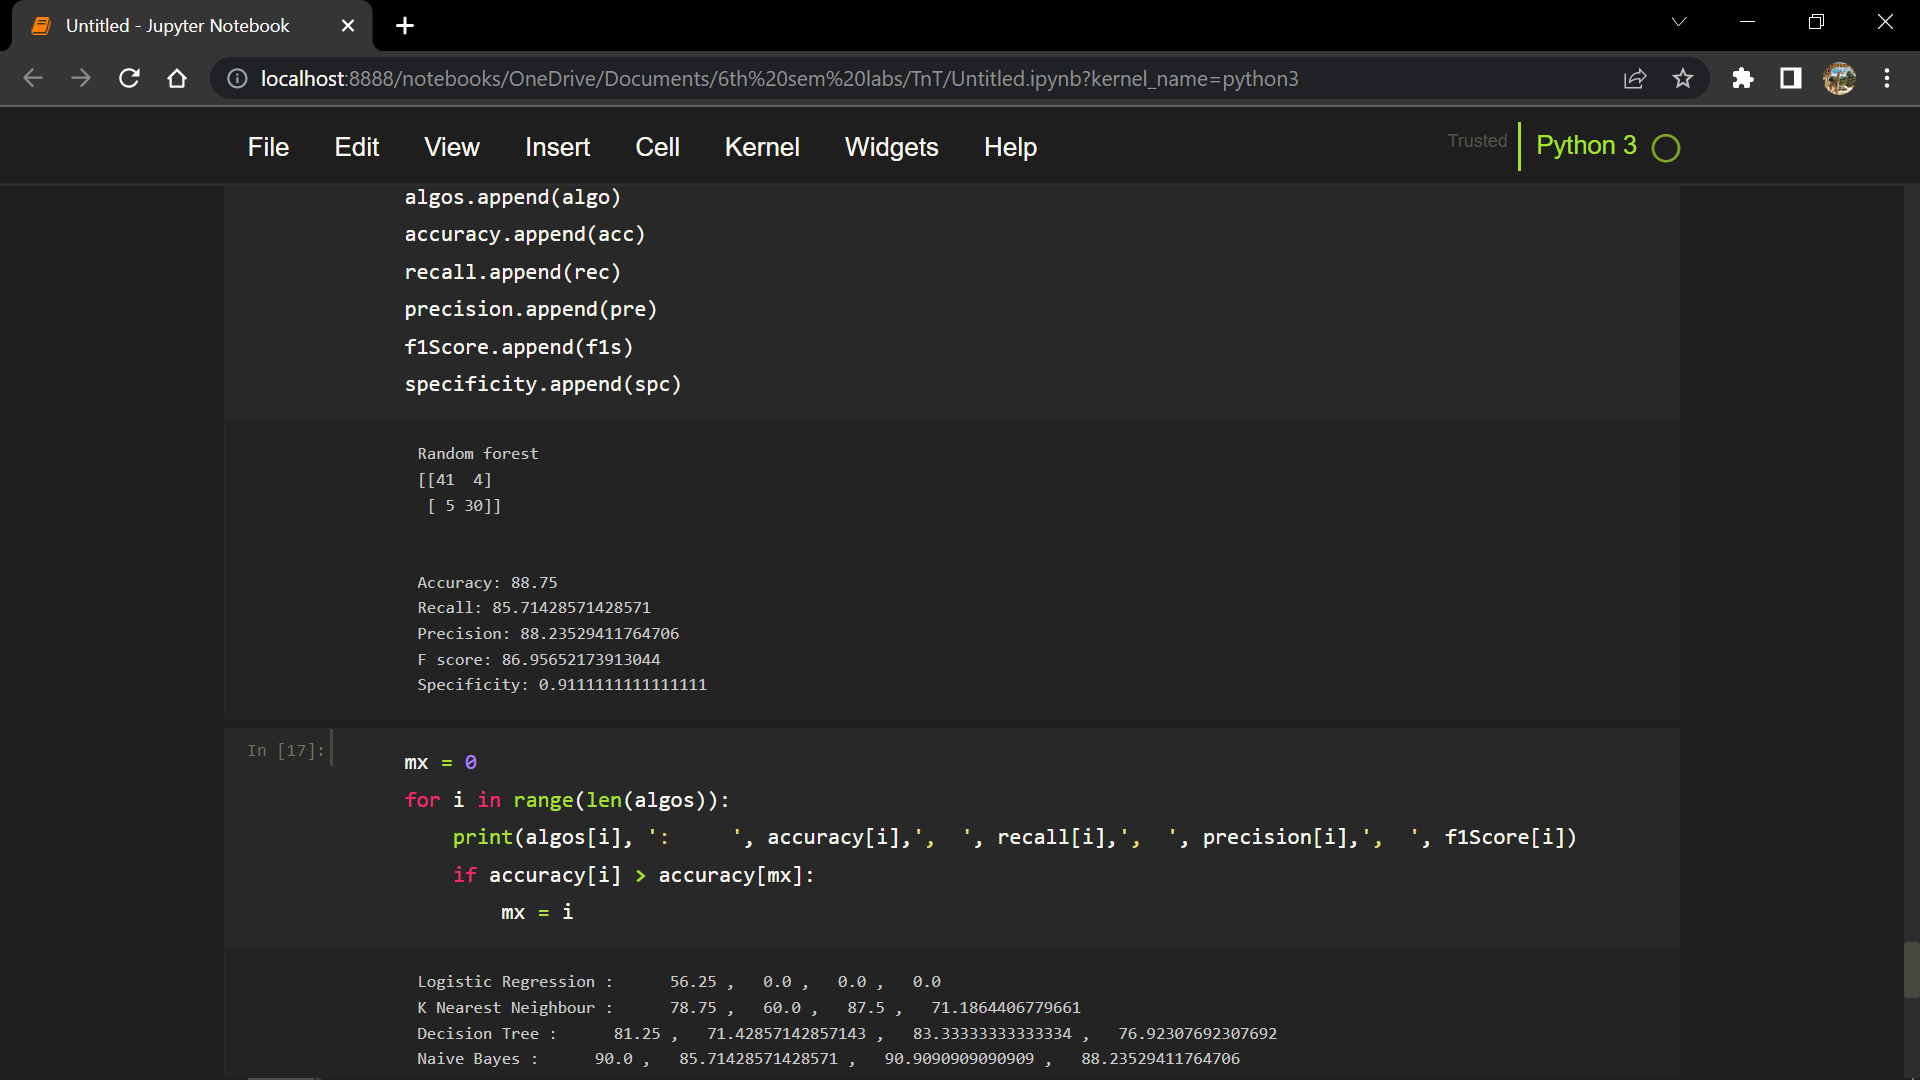 Untitled - Jupyter Notebook
localhost:8888/notebooks/OneDrive/Documents/6th%20sem%20labs/TnT/Untitled.ipynb?kernel_name=python3
File Edit View Insert Cell Kernel Widgets Help Trusted Python 3
algos.append(algo)
accuracy.append(acc)
recall.append(rec)
precision.append(pre)
f1Score.append(f1s)
specificity.append(spc)
Random forest
[[41  4]
 [ 5 30]]
Accuracy: 88.75
Recall: 85.71428571428571
Precision: 88.23529411764706
F score: 86.95652173913044
Specificity: 0.9111111111111111
In [17]:
mx = 0
for i in range(len(algos)):
    print(algos[i], ':     ', accuracy[i],',  ', recall[i],',  ', precision[i],',  ', f1Score[i])
    if accuracy[i] > accuracy[mx]:
        mx = i
Logistic Regression :      56.25 ,   0.0 ,   0.0 ,   0.0
K Nearest Neighbour :      78.75 ,   60.0 ,   87.5 ,   71.1864406779661
Decision Tree :      81.25 ,   71.42857142857143 ,   83.33333333333334 ,   76.92307692307692
Naive Bayes :      90.0 ,   85.71428571428571 ,   90.9090909090909 ,   88.23529411764706